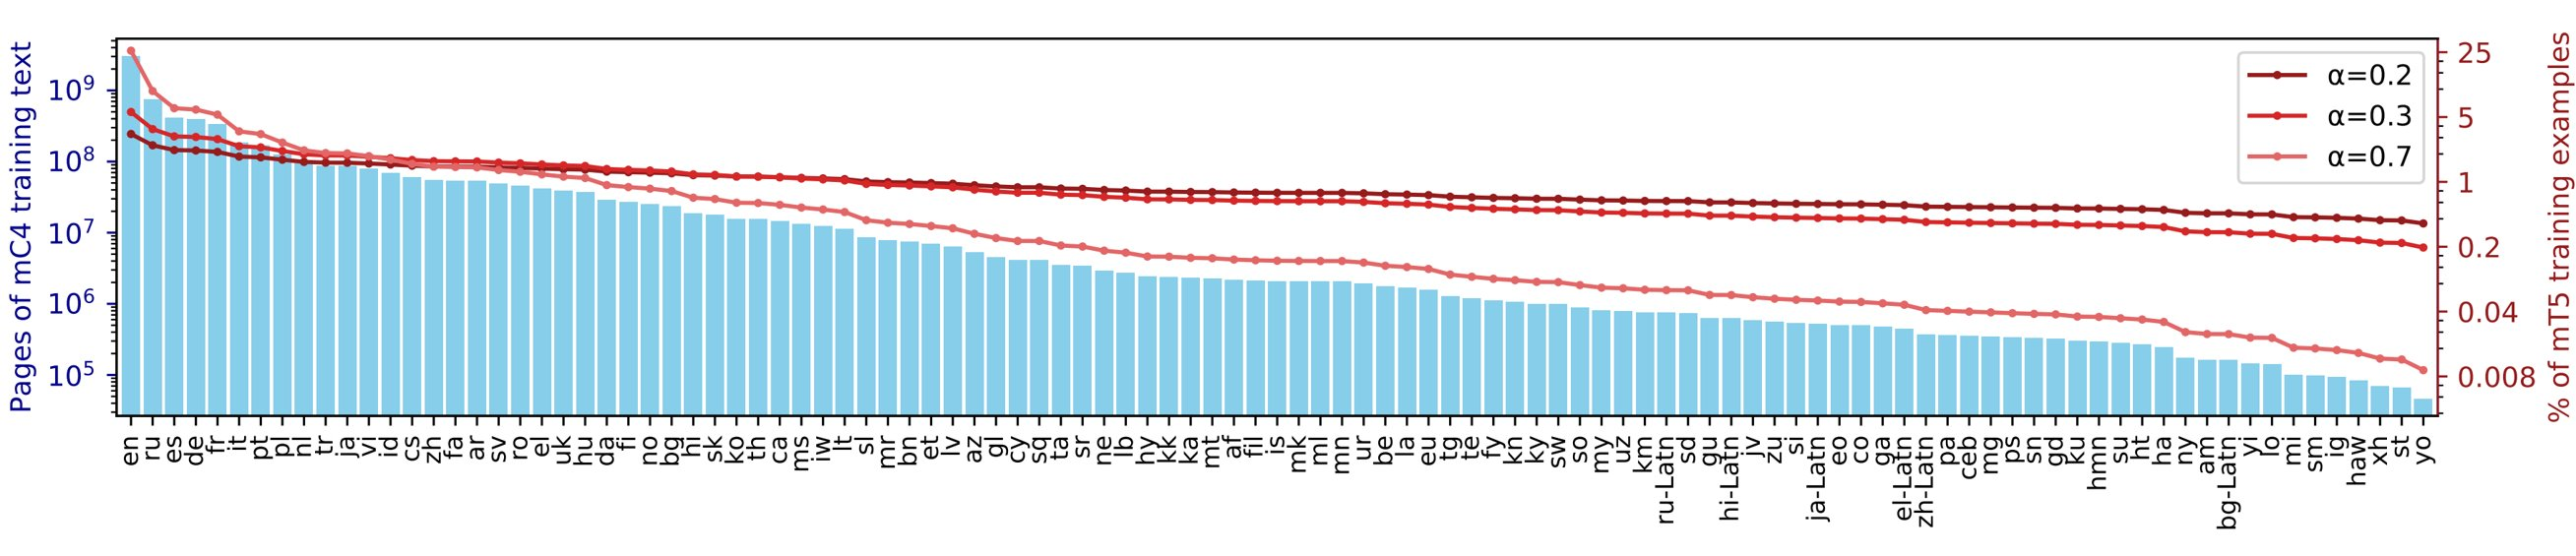 Pages of mC4 training text
10⁹
10⁸
10⁷
10⁶
10⁵
α=0.2
α=0.3
α=0.7
25
5
1
0.2
0.04
0.008
% of mT5 training examples
en ru es de fr it pt pl nl tr ja vi id cs zh fa ar sv ro el uk hu da fi no bg hi sk ko th ca ms iw lt sl mr bn et lv az gl cy sq ta sr ne lb hy kk ka mt af fil is mk ml mn ur be la eu tg te fy kn ky sw so my uz km ru-Latn sd gu hi-Latn jv zu si ja-Latn eo co ga el-Latn zh-Latn pa ceb mg ps sn gd ku hmn su ht ha ny am bg-Latn yi lo mi sm ig haw xh st yo